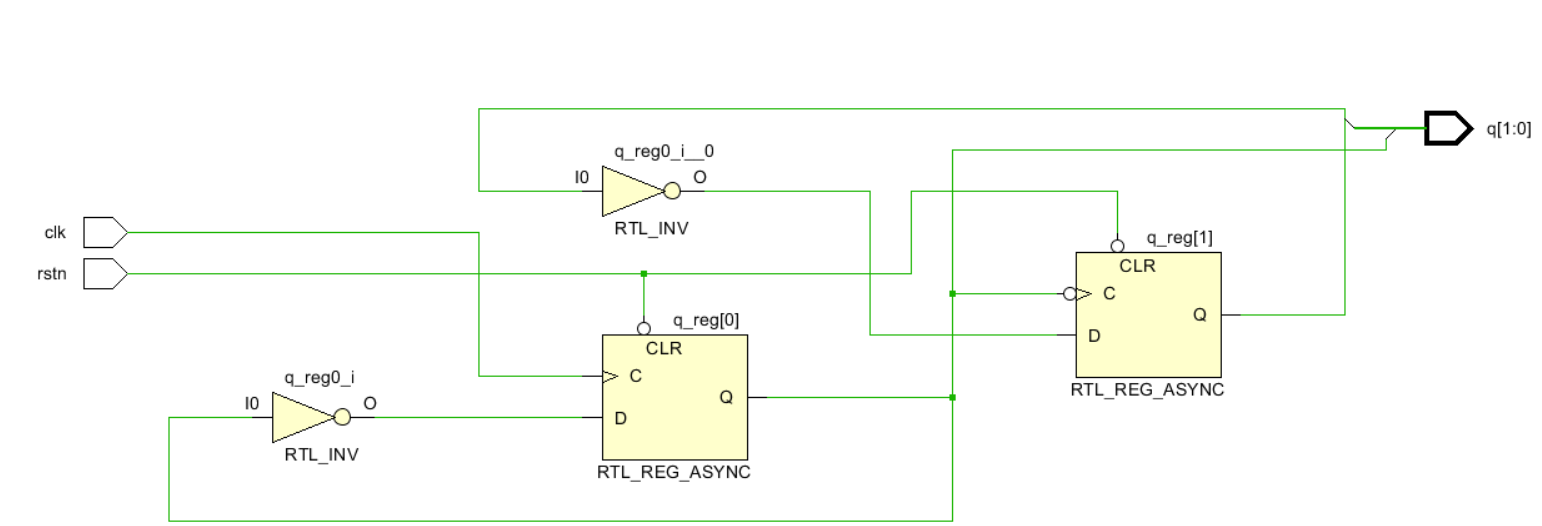 q[1:0]
q_reg0_i__0
I0
O
RTL_INV
clk
rstn
q_reg[1]
CLR
C
Q
D
RTL_REG_ASYNC
q_reg[0]
CLR
C
Q
D
RTL_REG_ASYNC
q_reg0_i
I0
O
RTL_INV